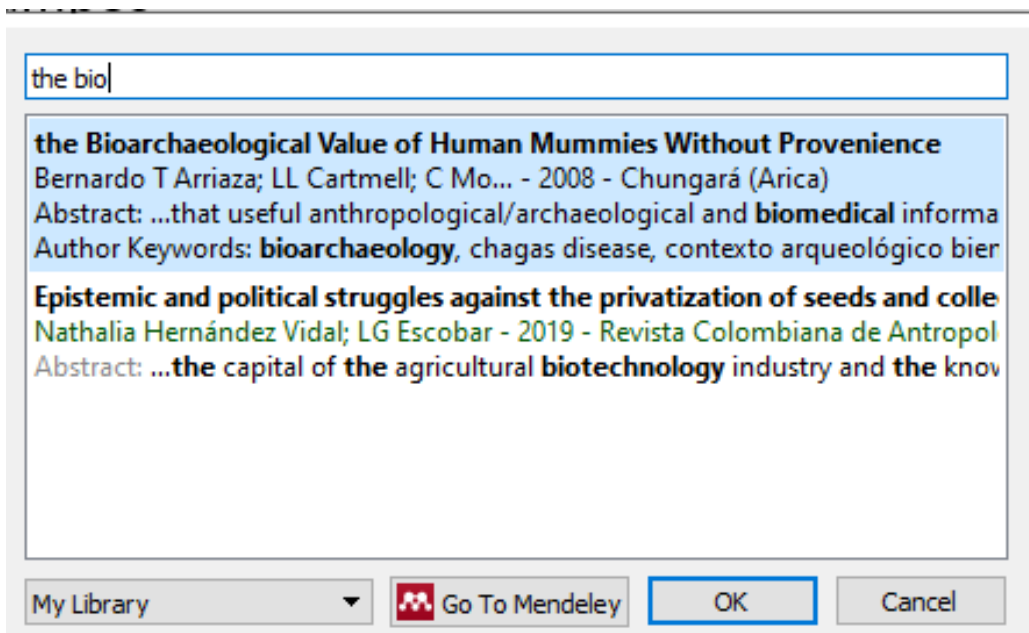 the bio
the Bioarchaeological Value of Human Mummies Without Provenience
Bernardo T Arriaza; LL Cartmell; C Mo... - 2008 - Chungará (Arica)
Abstract: ...that useful anthropological/archaeological and biomedical informa
Author Keywords: bioarchaeology, chagas disease, contexto arqueológico bien
Epistemic and political struggles against the privatization of seeds and colle
Nathalia Hernández Vidal; LG Escobar - 2019 - Revista Colombiana de Antropol
Abstract: ...the capital of the agricultural biotechnology industry and the know
My Library
Go To Mendeley
OK
Cancel